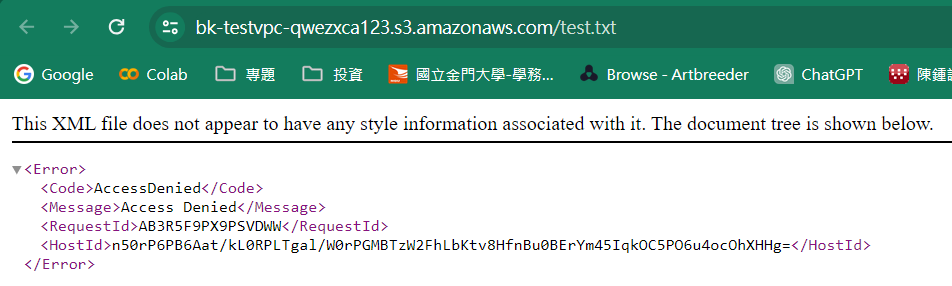 bk-testvpc-qwezxca123.s3.amazonaws.com/test.txt
Google Colab 專題 投資 國立金門大學-學務... Browse - Artbreeder ChatGPT
This XML file does not appear to have any style information associated with it. The document tree is shown below.
<Error>
<Code>AccessDenied</Code>
<Message>Access Denied</Message>
<RequestId>AB3R5F9PX9PSVDWW</RequestId>
<HostId>n50rP6PB6Aat/kL0RPLTgal/W0rPGMBTzW2FhLbKtv8HfnBu0BErYm45IqkOC5PO6u4ocOhXHHg=</HostId>
</Error>